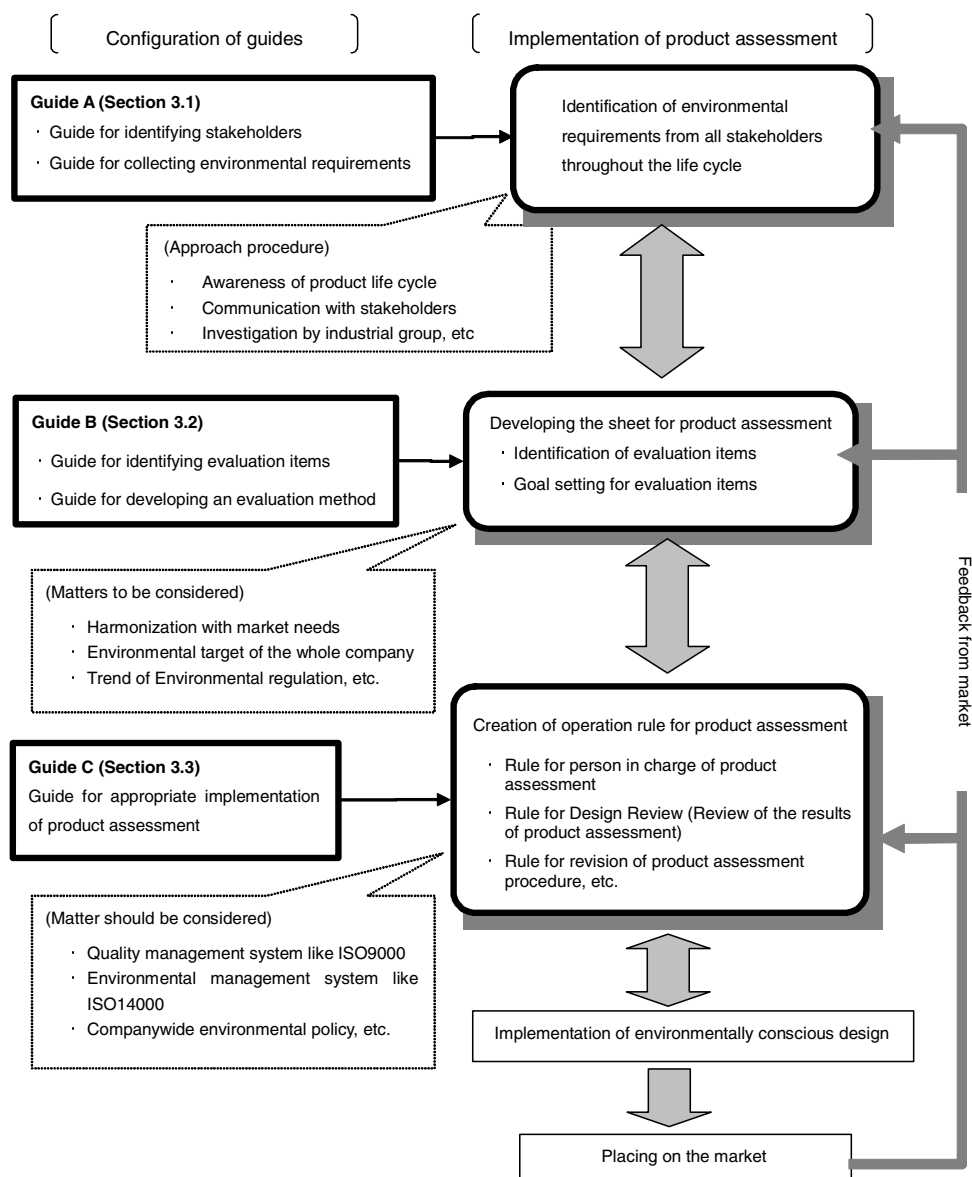 Configuration of guides
Implementation of product assessment
Guide A (Section 3.1)
· Guide for identifying stakeholders
· Guide for collecting environmental requirements
Identification of environmental
requirements from all stakeholders
throughout the life cycle
(Approach procedure)
· Awareness of product life cycle
· Communication with stakeholders
· Investigation by industrial group, etc
Guide B (Section 3.2)
· Guide for identifying evaluation items
· Guide for developing an evaluation method
Developing the sheet for product assessment
· Identification of evaluation items
· Goal setting for evaluation items
(Matters to be considered)
· Harmonization with market needs
· Environmental target of the whole company
· Trend of Environmental regulation, etc.
Feedback from market
Guide C (Section 3.3)
Guide for appropriate implementation
of product assessment
Creation of operation rule for product assessment
· Rule for person in charge of product
assessment
· Rule for Design Review (Review of the results
of product assessment)
· Rule for revision of product assessment
procedure, etc.
(Matter should be considered)
· Quality management system like ISO9000
· Environmental management system like
ISO14000
· Companywide environmental policy, etc.
Implementation of environmentally conscious design
Placing on the market